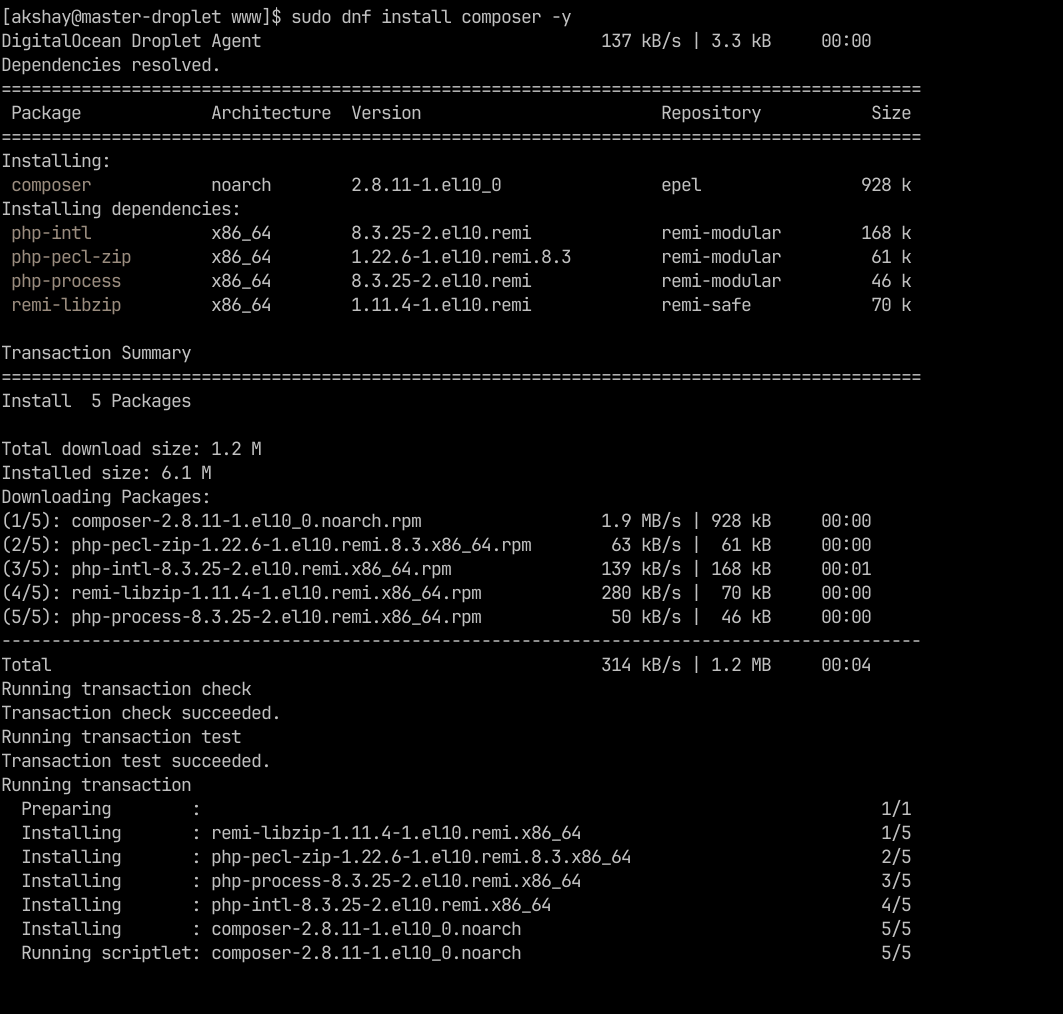 [akshay@master-droplet www]$ sudo dnf install composer -y
DigitalOcean Droplet Agent                                  137 kB/s | 3.3 kB     00:00
Dependencies resolved.
============================================================================================
 Package             Architecture  Version                        Repository           Size
============================================================================================
Installing:
 composer            noarch        2.8.11-1.el10_0                epel                928 k
Installing dependencies:
 php-intl            x86_64        8.3.25-2.el10.remi             remi-modular        168 k
 php-pecl-zip        x86_64        1.22.6-1.el10.remi.8.3         remi-modular         61 k
 php-process         x86_64        8.3.25-2.el10.remi             remi-modular         46 k
 remi-libzip         x86_64        1.11.4-1.el10.remi             remi-safe            70 k

Transaction Summary
============================================================================================
Install  5 Packages

Total download size: 1.2 M
Installed size: 6.1 M
Downloading Packages:
(1/5): composer-2.8.11-1.el10_0.noarch.rpm                  1.9 MB/s | 928 kB     00:00
(2/5): php-pecl-zip-1.22.6-1.el10.remi.8.3.x86_64.rpm        63 kB/s |  61 kB     00:00
(3/5): php-intl-8.3.25-2.el10.remi.x86_64.rpm               139 kB/s | 168 kB     00:01
(4/5): remi-libzip-1.11.4-1.el10.remi.x86_64.rpm            280 kB/s |  70 kB     00:00
(5/5): php-process-8.3.25-2.el10.remi.x86_64.rpm             50 kB/s |  46 kB     00:00
--------------------------------------------------------------------------------------------
Total                                                       314 kB/s | 1.2 MB     00:04
Running transaction check
Transaction check succeeded.
Running transaction test
Transaction test succeeded.
Running transaction
  Preparing        :                                                                    1/1
  Installing       : remi-libzip-1.11.4-1.el10.remi.x86_64                              1/5
  Installing       : php-pecl-zip-1.22.6-1.el10.remi.8.3.x86_64                         2/5
  Installing       : php-process-8.3.25-2.el10.remi.x86_64                              3/5
  Installing       : php-intl-8.3.25-2.el10.remi.x86_64                                 4/5
  Installing       : composer-2.8.11-1.el10_0.noarch                                    5/5
  Running scriptlet: composer-2.8.11-1.el10_0.noarch                                    5/5